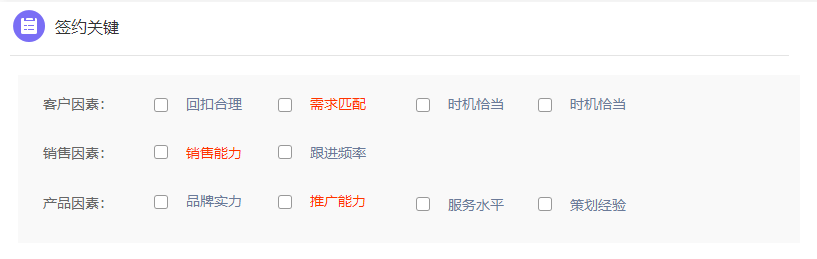 签约关键
客户因素： 回扣合理 需求匹配 时机恰当 时机恰当
销售因素： 销售能力 跟进频率
产品因素： 品牌实力 推广能力 服务水平 策划经验